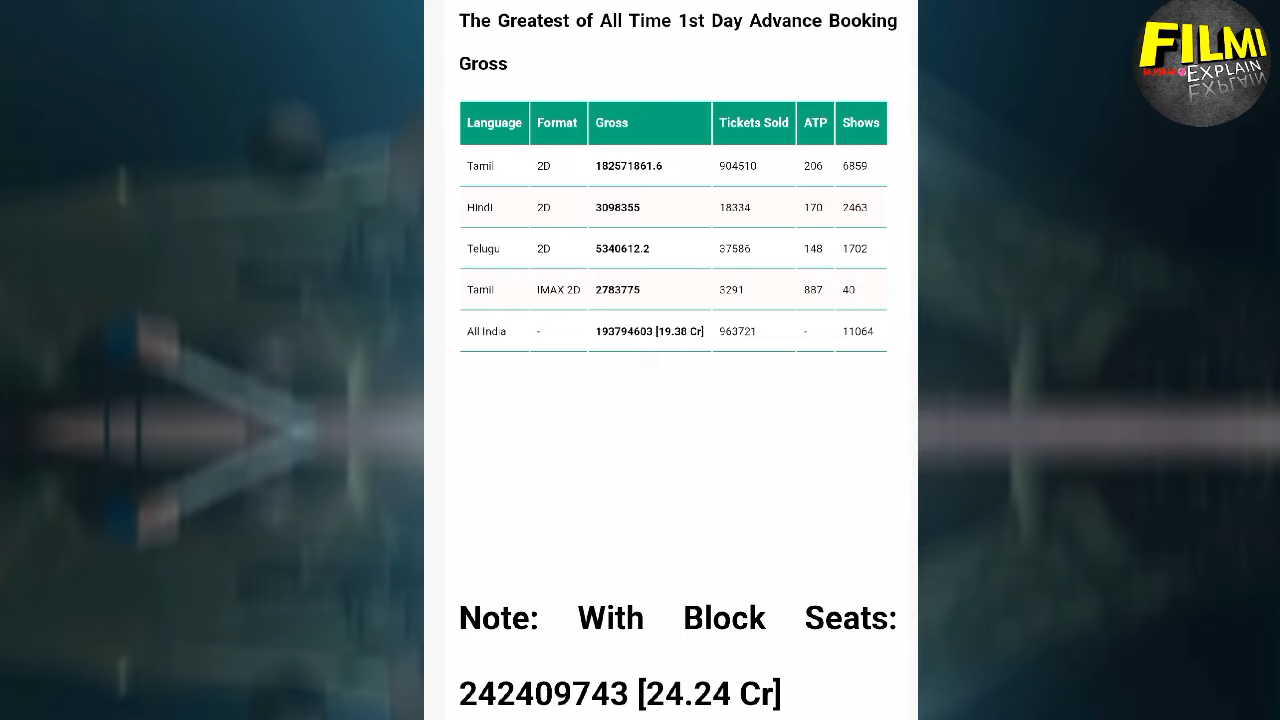 The Greatest of All Time 1st Day Advance Booking
Gross
Language Format Gross Tickets Sold ATP Shows
Tamil 2D 182571861.6 904510 206 6859
Hindi 2D 3098355 18334 170 2463
Telugu 2D 5340612.2 37586 148 1702
Tamil IMAX 2D 2783775 3291 887 40
All India - 193794603 [19.38 Cr] 963721 - 11064
Note: With Block Seats:
242409743 [24.24 Cr]
FILMI
EXPLAIN